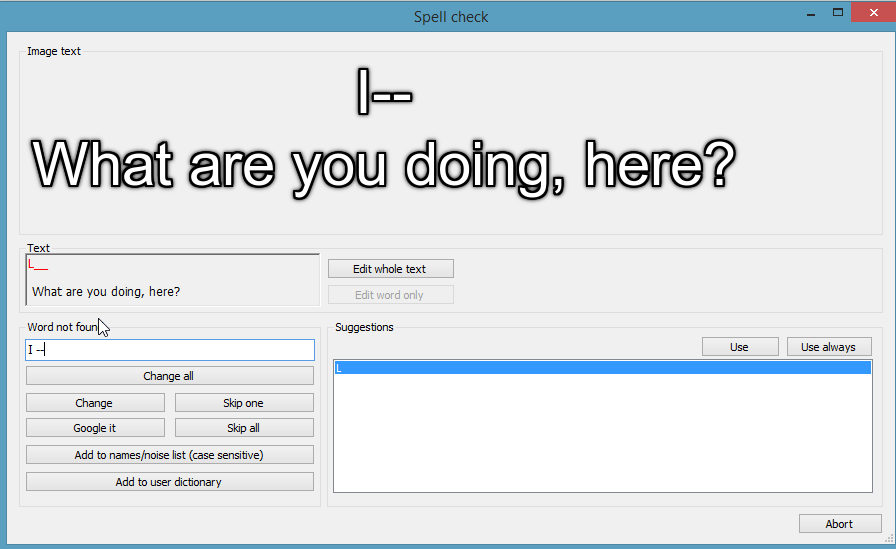 Spell check
Image text
I--
What are you doing, here?
Text
L__
What are you doing, here?
Edit whole text
Edit word only
Word not foun
I --
Change all
Change
Skip one
Google it
Skip all
Add to names/noise list (case sensitive)
Add to user dictionary
Suggestions
Use
Use always
L
Abort